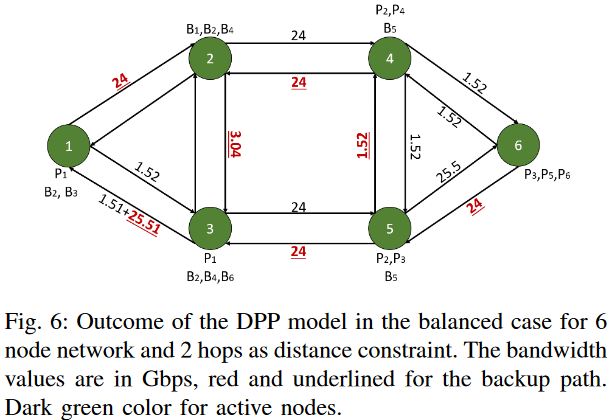 P2,P4
B1,B2,B4
24
B5
2
4
24
24
1.52
1.52
1
3.04
1.52
1.52
6
P1
B2, B3
1.52
25.5
P3,P5,P6
1.51+25.51
24
24
3
5
24
P1
P2,P3
B2,B4,B6
B5
Fig. 6: Outcome of the DPP model in the balanced case for 6
node network and 2 hops as distance constraint. The bandwidth
values are in Gbps, red and underlined for the backup path.
Dark green color for active nodes.